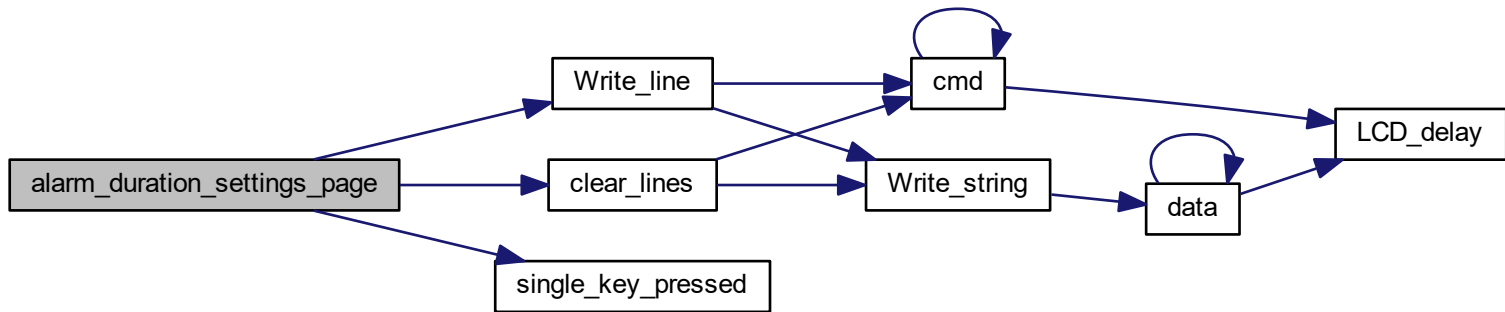 Write_line
cmd
LCD_delay
alarm_duration_settings_page
clear_lines
Write_string
data
single_key_pressed